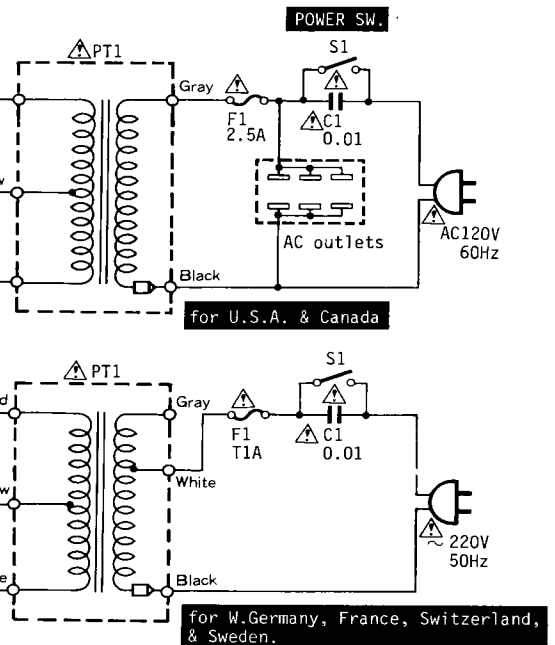 POWER SW.
S1
PT1
Gray
F1
2.5A
C1
0.01
w
AC outlets
AC120V
60Hz
Black
for U.S.A. & Canada
S1
PT1
d
Gray
F1
T1A
C1
0.01
w
White
~ 220V
50Hz
e
Black
for W.Germany, France, Switzerland,
& Sweden.